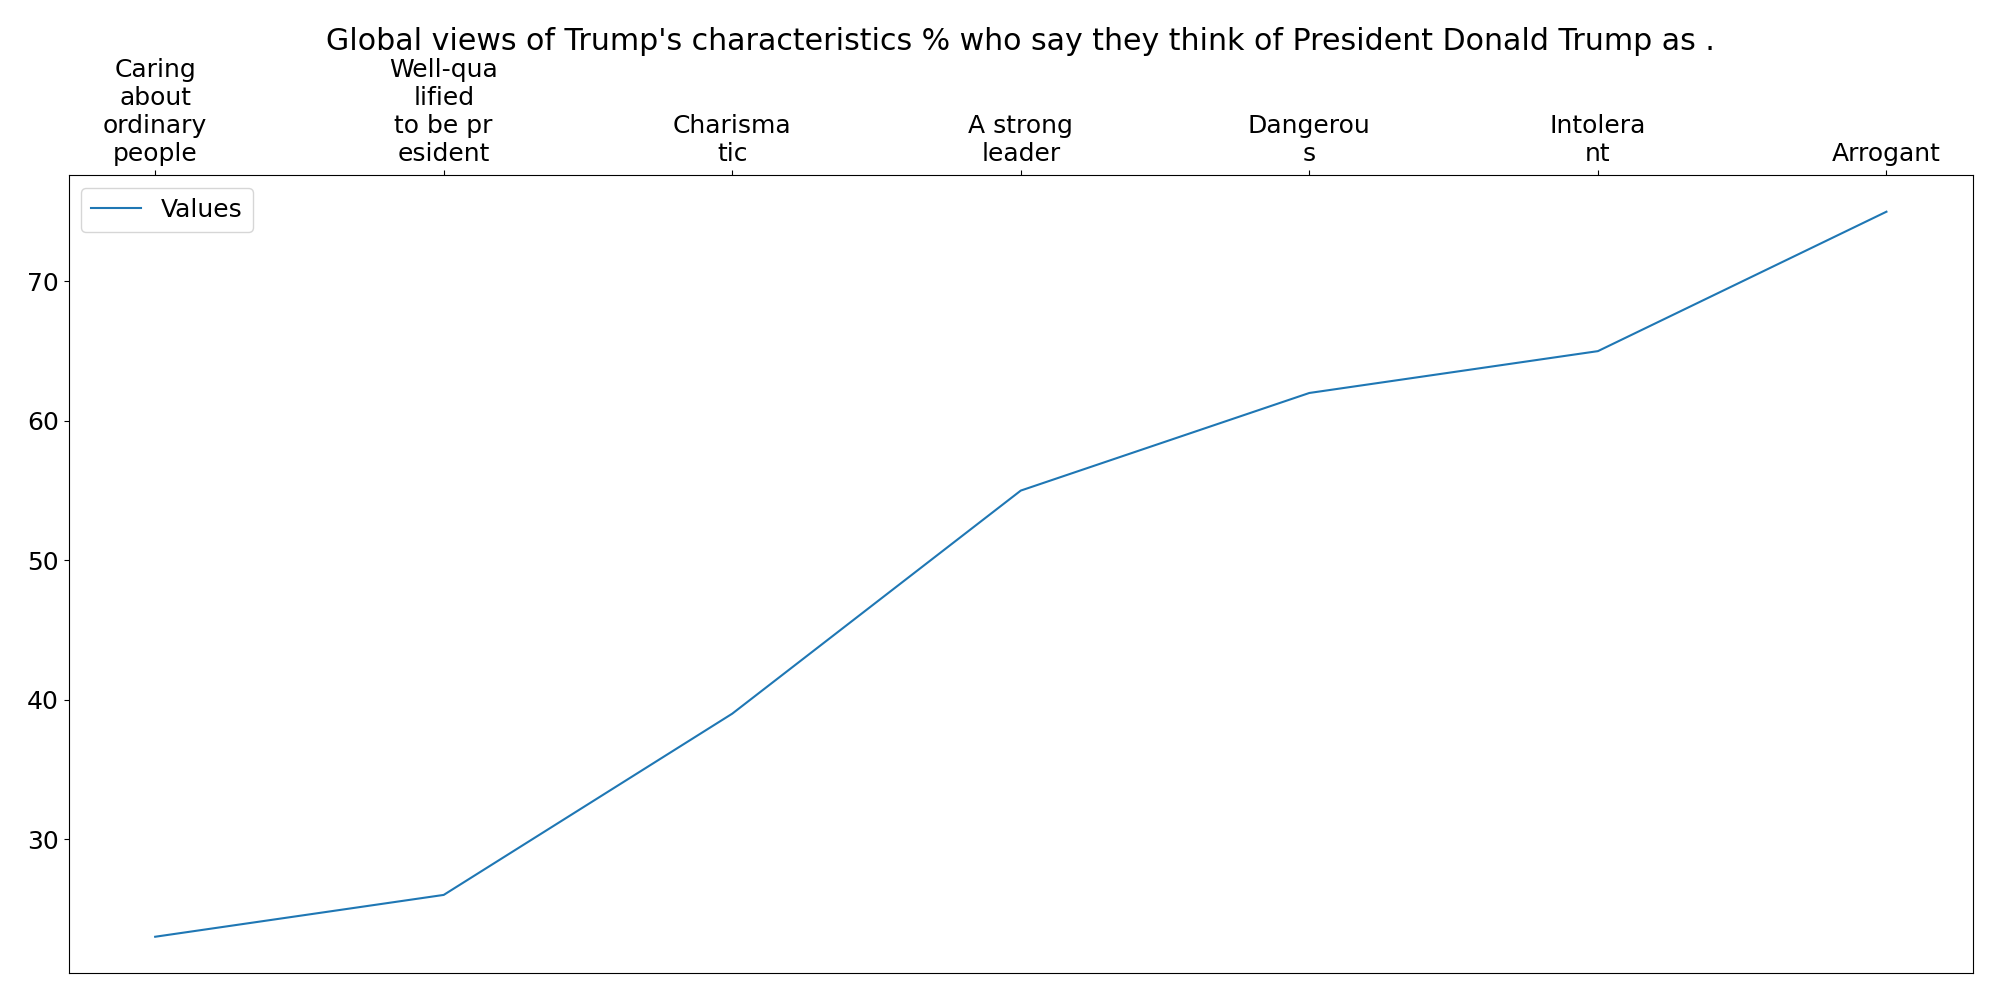 Global views of Trump's characteristics % who say they think of President Donald Trump as .
Caring
about
ordinary
people
Well-qua
lified
to be pr
esident
Charisma
tic
A strong
leader
Dangerou
s
Intolera
nt
Arrogant
Values
70
60
50
40
30